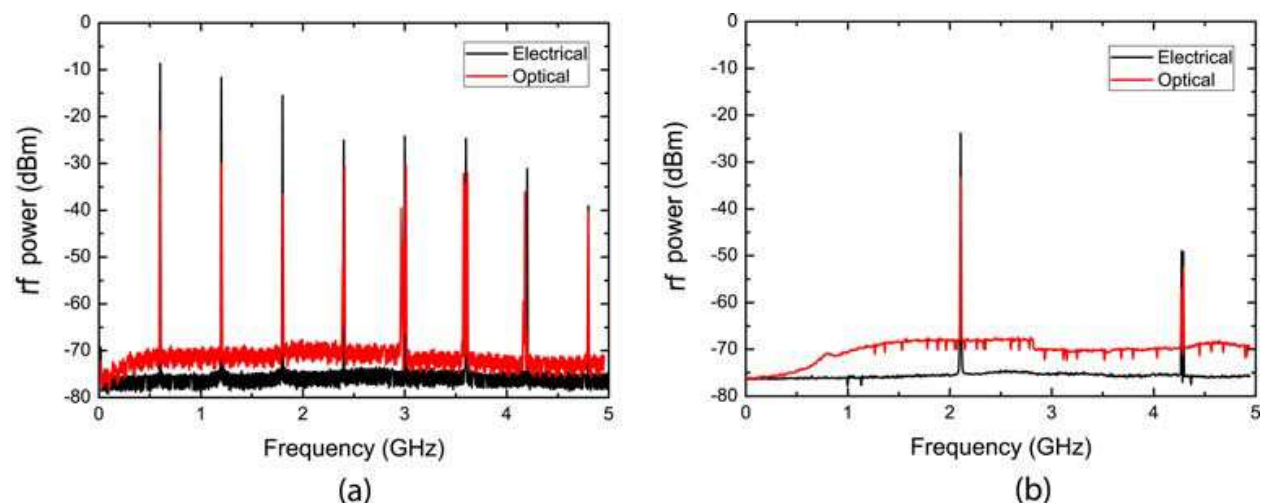 0
-10
-20
-30
-40
-50
-60
-70
-80
rf power (dBm)
Electrical
Optical
0 1 2 3 4 5
Frequency (GHz)
(a)
0
-10
-20
-30
-40
-50
-60
-70
-80
rf power (dBm)
Electrical
Optical
0 1 2 3 4 5
Frequency (GHz)
(b)